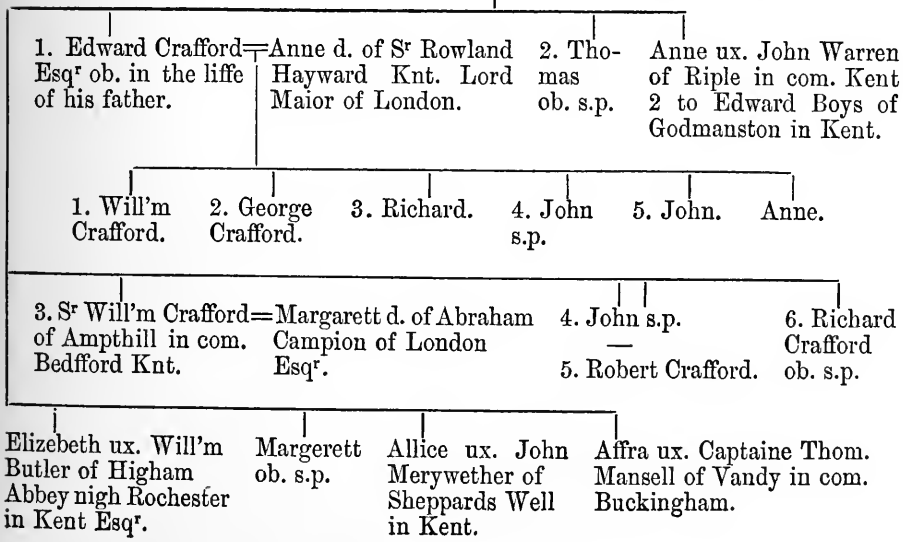 1. Edward Crafford=Anne d. of Sʳ Rowland
Esqʳ ob. in the liffe
of his father.
Hayward Knt. Lord
Maior of London.
2. Tho-
mas
ob. s.p.
Anne ux. John Warren
of Riple in com. Kent
2 to Edward Boys of
Godmanston in Kent.
1. Will'm
Crafford.
2. George
Crafford.
3. Richard.
4. John
s.p.
5. John.
Anne.
3. Sʳ Will'm Crafford=Margarett d. of Abraham
of Ampthill in com.
Bedfford Knt.
Campion of London
Esqʳ.
4. John s.p.
—
5. Robert Crafford.
6. Richard
Crafford
ob. s.p.
Elizebeth ux. Will'm
Butler of Higham
Abbey nigh Rochester
in Kent Esqʳ.
Margerett
ob. s.p.
Allice ux. John
Merywether of
Sheppards Well
in Kent.
Affra ux. Captaine Thom.
Mansell of Vandy in com.
Buckingham.